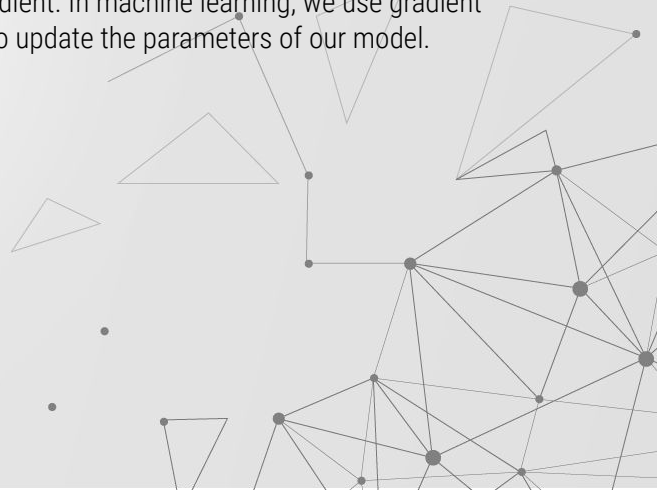 dient. In machine learning, we use gradient
o update the parameters of our model.